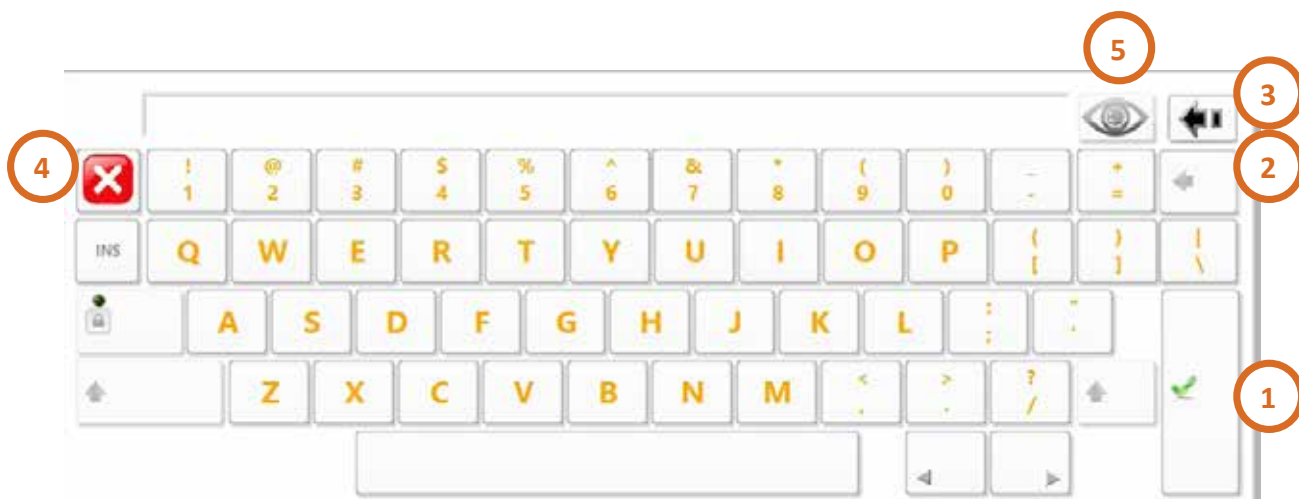 5
3
4
! @ # $ % ^ & * ( ) _ +
2
1 2 3 4 5 6 7 8 9 0 - =
INS Q W E R T Y U I O P { } |
[ ] \
A S D F G H J K L : "
; '
Z X C V B N M < > ?
, . /
1